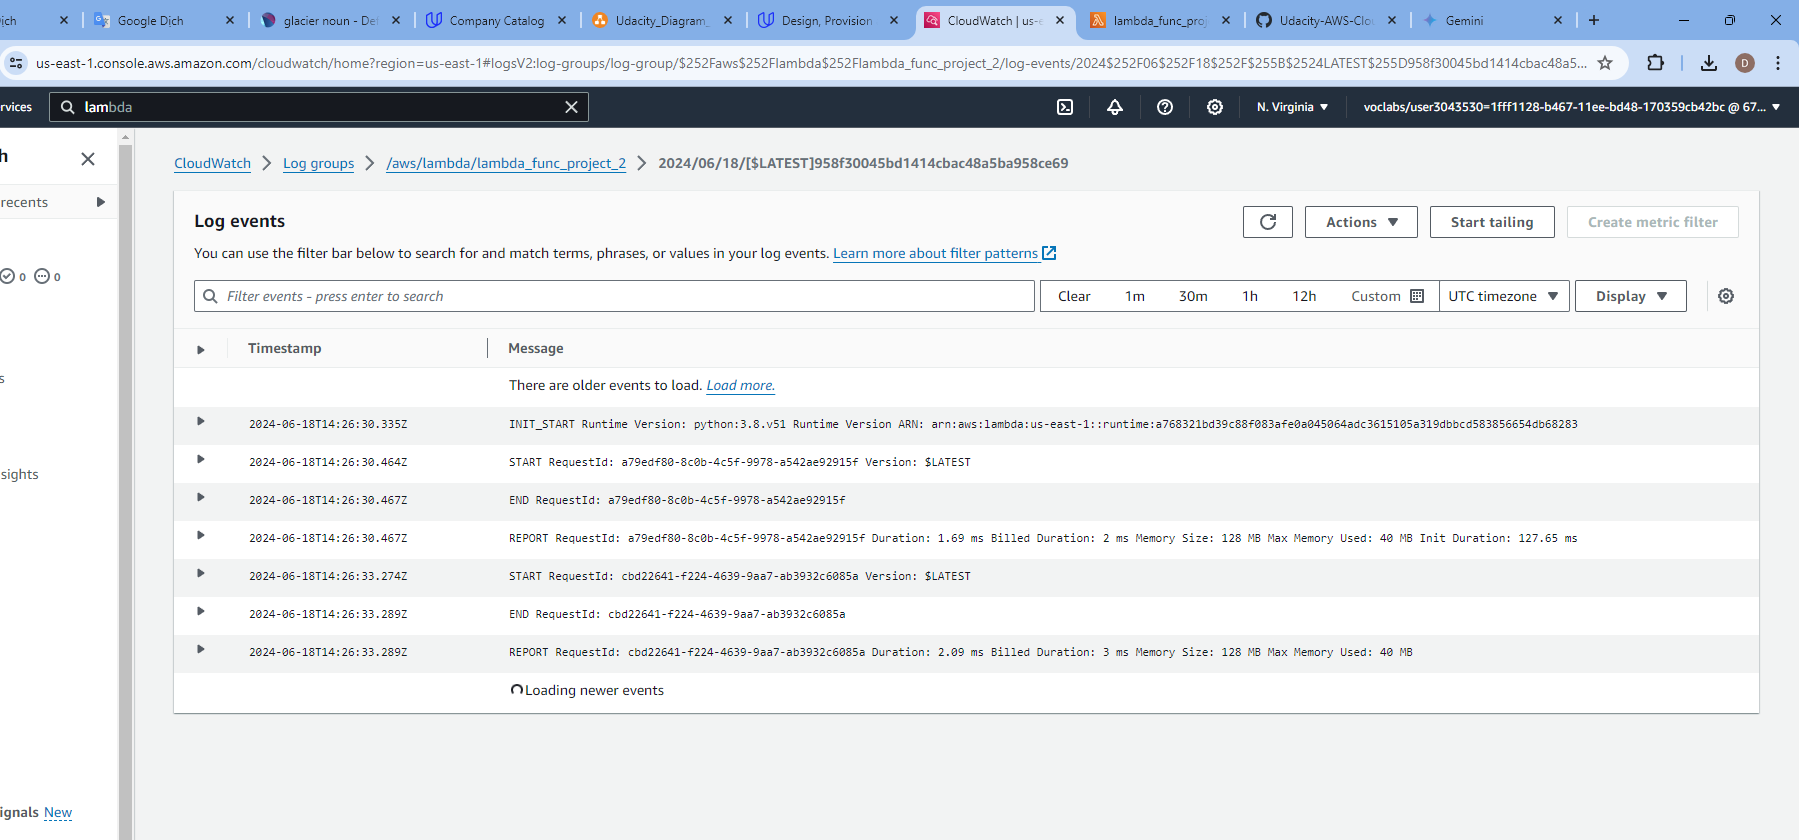 ịch
Google Dịch
glacier noun - Def
Company Catalog
Udacity_Diagram_
Design, Provision
CloudWatch | us-e
lambda_func_proj
Udacity-AWS-Clou
Gemini
us-east-1.console.aws.amazon.com/cloudwatch/home?region=us-east-1#logsV2:log-groups/log-group/$252Faws$252Flambda$252Flambda_func_project_2/log-events/2024$252F06$252F18$252F$255B$2524LATEST$255D958f30045bd1414cbac48a5...
D
rvices
lambda
N. Virginia
voclabs/user3043530=1fff1128-b467-11ee-bd48-170359cb42bc @ 67...
h
recents
0
0
s
sights
ignals New
CloudWatch
Log groups
/aws/lambda/lambda_func_project_2
2024/06/18/[$LATEST]958f30045bd1414cbac48a5ba958ce69
Log events
Actions
Start tailing
Create metric filter
You can use the filter bar below to search for and match terms, phrases, or values in your log events. Learn more about filter patterns
Filter events - press enter to search
Clear
1m
30m
1h
12h
Custom
UTC timezone
Display
Timestamp
Message
There are older events to load. Load more.
2024-06-18T14:26:30.335Z INIT_START Runtime Version: python:3.8.v51 Runtime Version ARN: arn:aws:lambda:us-east-1::runtime:a768321bd39c88f083afe0a045064adc3615105a319dbbcd583856654db68283
2024-06-18T14:26:30.464Z START RequestId: a79edf80-8c0b-4c5f-9978-a542ae92915f Version: $LATEST
2024-06-18T14:26:30.467Z END RequestId: a79edf80-8c0b-4c5f-9978-a542ae92915f
2024-06-18T14:26:30.467Z REPORT RequestId: a79edf80-8c0b-4c5f-9978-a542ae92915f Duration: 1.69 ms Billed Duration: 2 ms Memory Size: 128 MB Max Memory Used: 40 MB Init Duration: 127.65 ms
2024-06-18T14:26:33.274Z START RequestId: cbd22641-f224-4639-9aa7-ab3932c6085a Version: $LATEST
2024-06-18T14:26:33.289Z END RequestId: cbd22641-f224-4639-9aa7-ab3932c6085a
2024-06-18T14:26:33.289Z REPORT RequestId: cbd22641-f224-4639-9aa7-ab3932c6085a Duration: 2.09 ms Billed Duration: 3 ms Memory Size: 128 MB Max Memory Used: 40 MB
Loading newer events